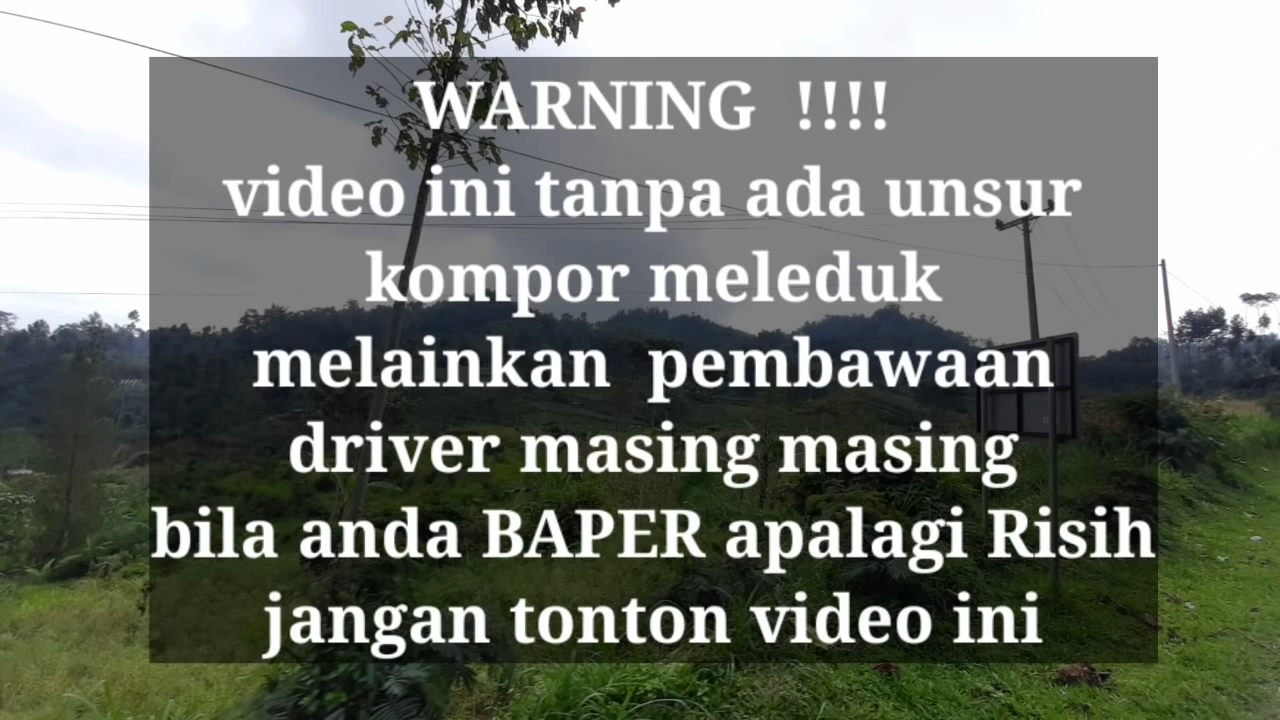 WARNING !!!!
video ini tanpa ada unsur
kompor meleduk
melainkan pembawaan
driver masing masing
bila anda BAPER apalagi Risih
jangan tonton video ini